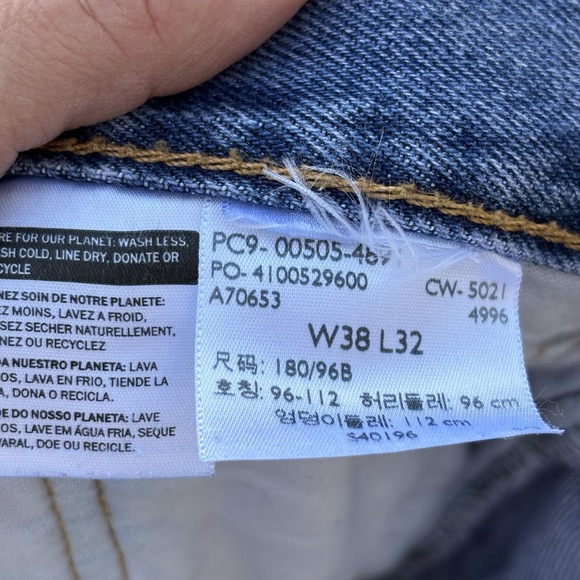 RE FOR OUR PLANET: WASH LESS,
SH COLD, LINE DRY, DONATE OR
CYCLE
NEZ SOIN DE NOTRE PLANETE:
EZ MOINS, LAVEZ A FROID,
SSEZ SECHER NATURELLEMENT,
NEZ OU RECYCLEZ
DA NUESTRO PLANETA: LAVA
OS, LAVA EN FRIO, TIENDE LA
A, DONA O RECICLA.
DE DO NOSSO PLANETA: LAVE
OS, LAVE EM ÁGUA FRIA, SEQUE
VARAL, DOE OU RECICLE.
PC9- 00505-4
PO- 4100529600
CW- 5021
A70653
4996
W38 L32
尺码: 180/96B
호칭: 96-112 허리둘레: 96 cm
엉덩이둘레: 112 cm
S40196